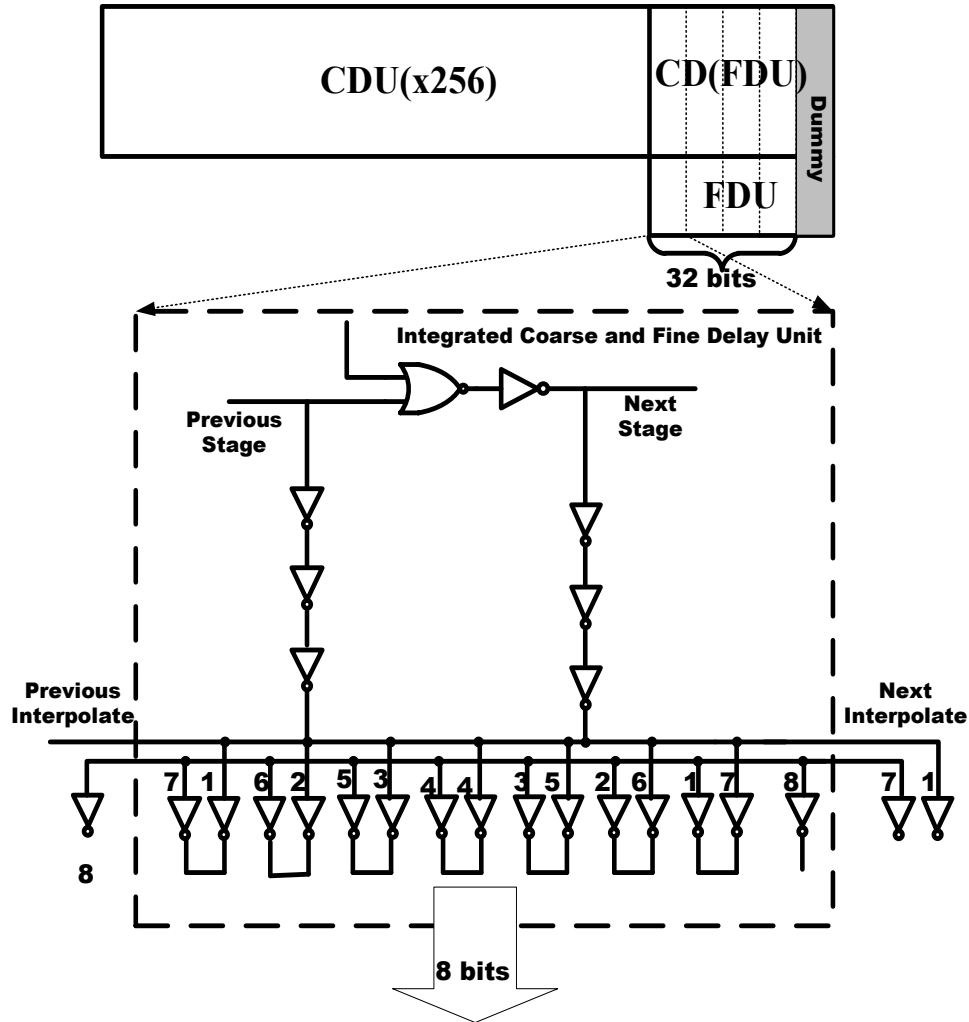 CDU(x256)
CD(FDU)
Dummy
FDU
32 bits
Integrated Coarse and Fine Delay Unit
Previous
Stage
Next
Stage
Previous
Interpolate
Next
Interpolate
7 1 6 2 5 3 4 4 3 5 2 6 1 7 8 7 1
8
8 bits